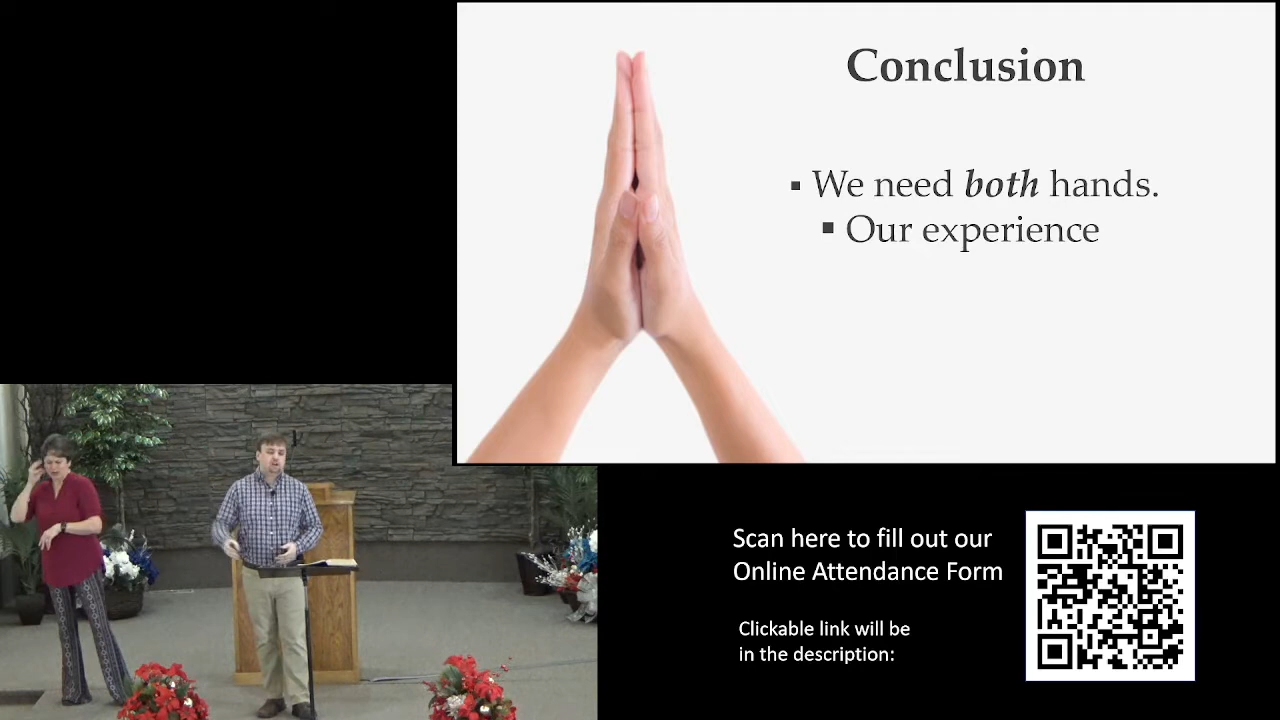 Conclusion
▪ We need both hands.
▪ Our experience
Scan here to fill out our
Online Attendance Form
Clickable link will be
in the description: